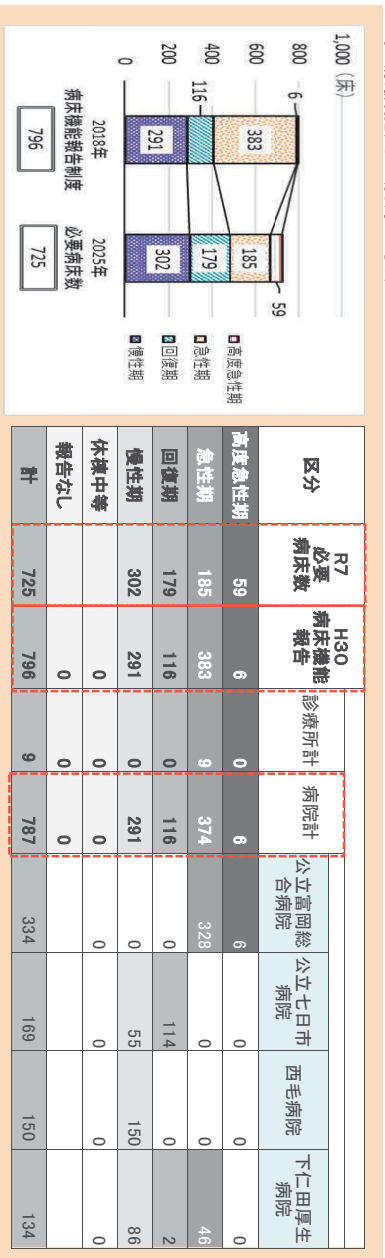 1,000 (床)
800
600
400
200
0
6
383
116
291
59
185
179
302
2018年
病床機能報告制度
2025年
必要病床数
796
725
高度急性期
急性期
回復期
慢性期
区分
R7
必要
病床数
H30
病床機能
報告
診療所計
病院計
公立富岡総
合病院
公立七日市
病院
西毛病院
下仁田厚生
病院
高度急性期 59 6 0 6 6 0 0 0
急性期 185 383 9 374 328 0 0 46
回復期 179 116 0 116 0 114 0 2
慢性期 302 291 0 291 0 55 150 86
休棟中等 0 0 0 0 0 0 0
報告なし 0 0 0
計 725 796 9 787 334 169 150 134